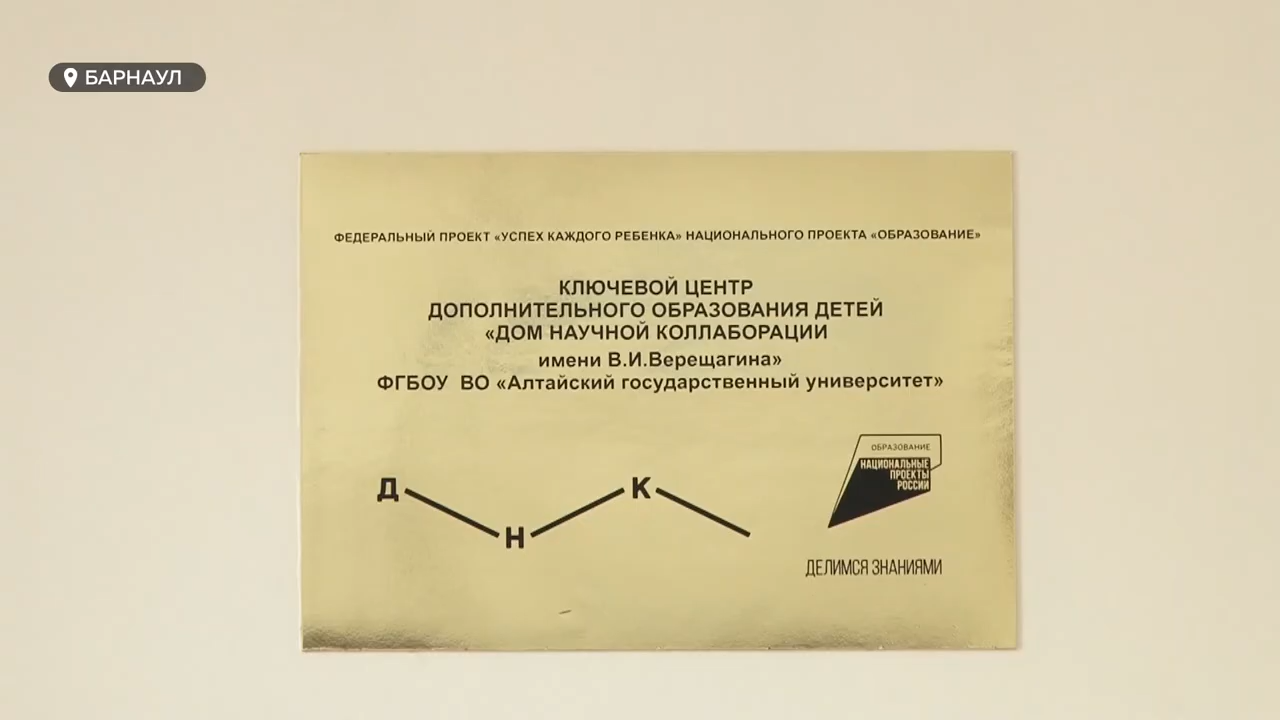 БАРНАУЛ
ФЕДЕРАЛЬНЫЙ ПРОЕКТ «УСПЕХ КАЖДОГО РЕБЕНКА» НАЦИОНАЛЬНОГО ПРОЕКТА «ОБРАЗОВАНИЕ»
КЛЮЧЕВОЙ ЦЕНТР
ДОПОЛНИТЕЛЬНОГО ОБРАЗОВАНИЯ ДЕТЕЙ
«ДОМ НАУЧНОЙ КОЛЛАБОРАЦИИ
имени В.И.Верещагина»
ФГБОУ ВО «Алтайский государственный университет»
Д
Н
К
ОБРАЗОВАНИЕ
НАЦИОНАЛЬНЫЕ
ПРОЕКТЫ
РОССИИ
ДЕЛИМСЯ ЗНАНИЯМИ